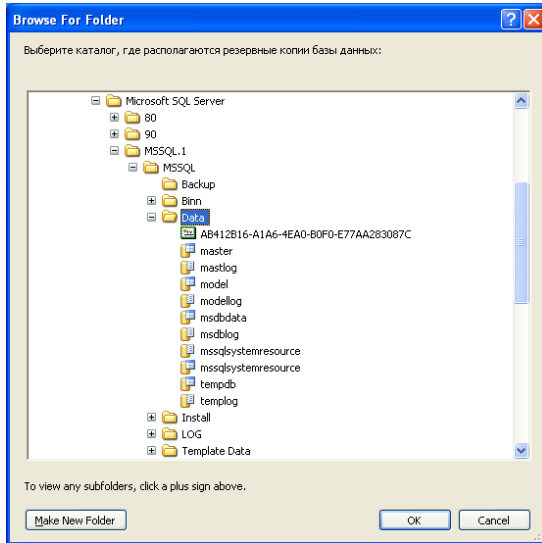 Browse For Folder
Выберите каталог, где располагаются резервные копии базы данных:
Microsoft SQL Server
80
90
MSSQL.1
MSSQL
Backup
Binn
Data
AB412B16-A1A6-4EA0-B0F0-E77AA283087C
master
mastlog
model
modellog
msdbdata
msdblog
mssqlsystemresource
mssqlsystemresource
tempdb
templog
Install
LOG
Template Data
To view any subfolders, click a plus sign above.
Make New Folder OK Cancel